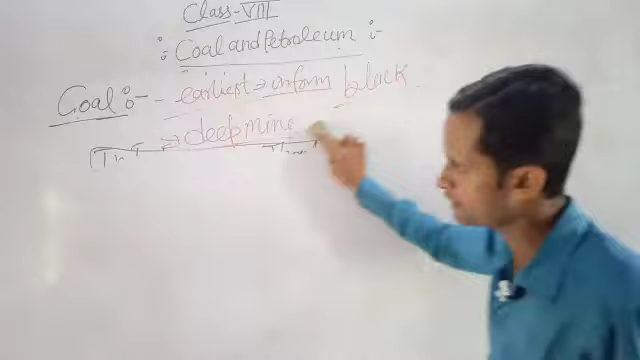 Class-VIII
Coal and Petroleum :-
Coal :- - earliest → inform black
→ deep mine